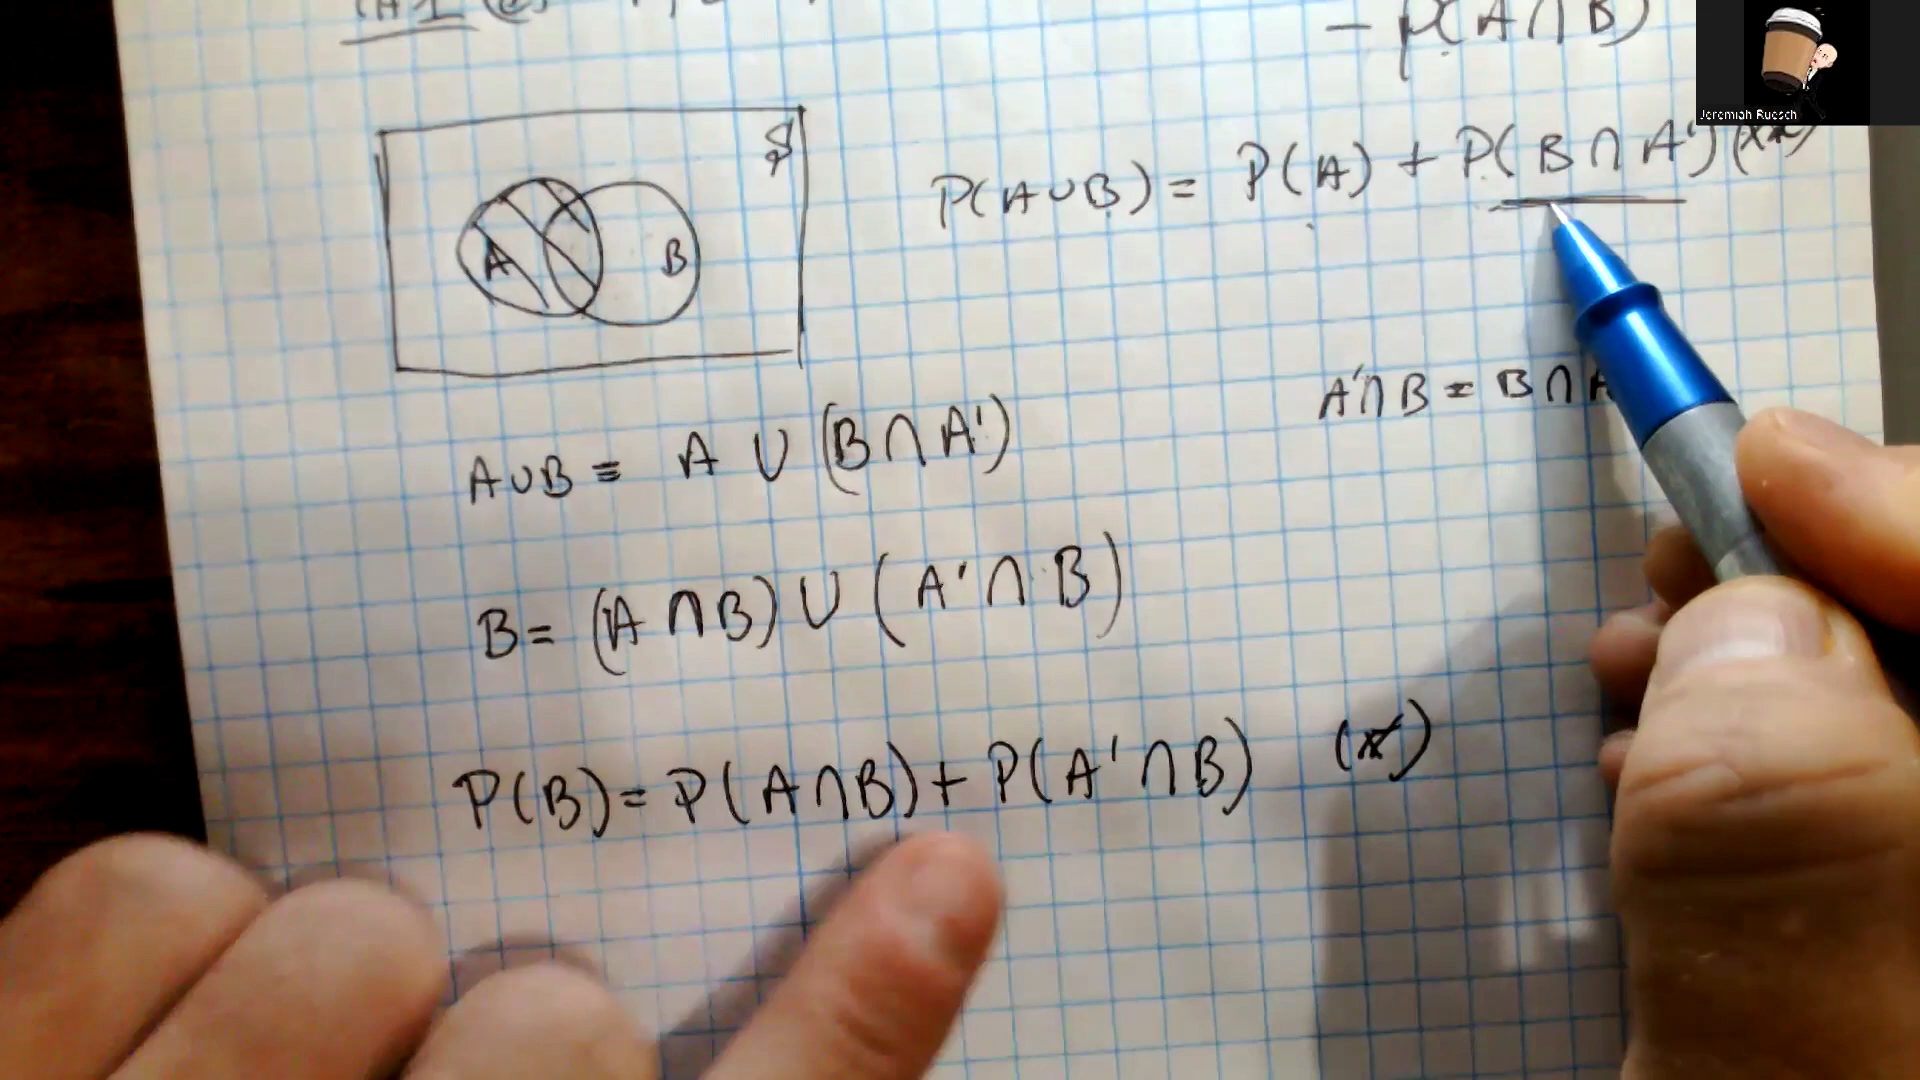 - P(A ∩ B)
Jeremiah Ruesch
S
P(A∪B) = P(A) + P(B ∩ A') (**)
A B
A'∩B = B∩A
A∪B = A ∪ (B ∩ A')
B = (A ∩ B) ∪ (A' ∩ B)
P(B) = P(A∩B) + P(A' ∩ B) (*)